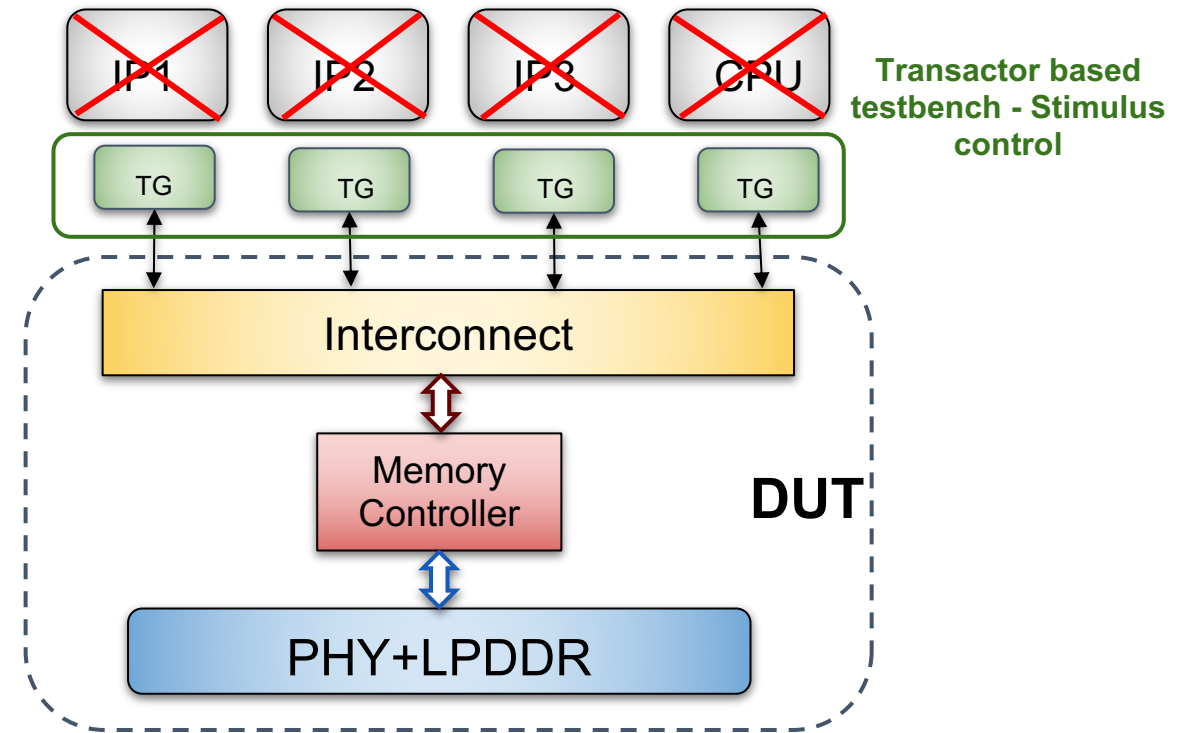 IP1
IP2
IP3
CPU
Transactor based
testbench - Stimulus
control
TG
TG
TG
TG
Interconnect
Memory
Controller
DUT
PHY+LPDDR